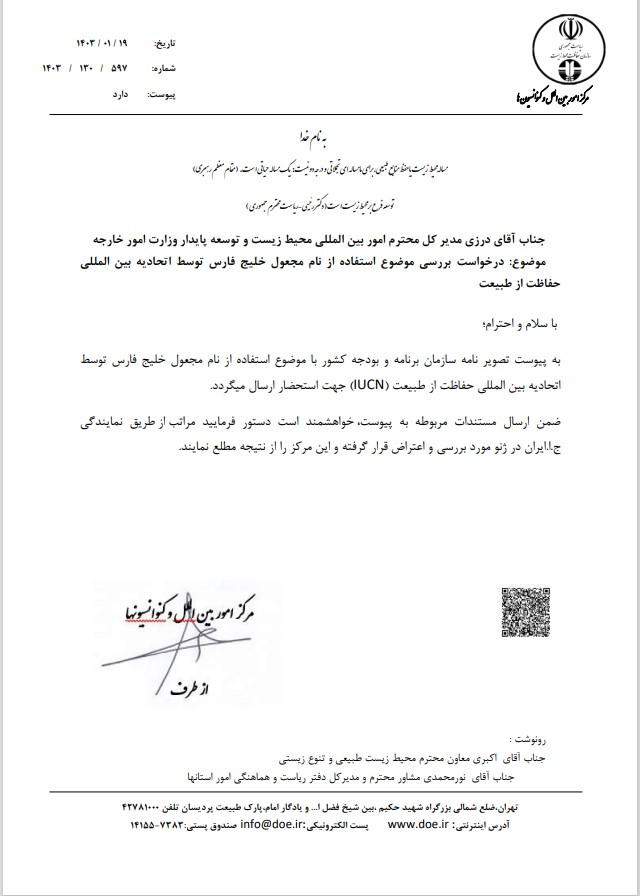 تاریخ: ۱۴۰۳ / ۰۱ / ۱۹
شماره: ۱۴۰۳ / ۱۳۰ / ۵۹۷
پیوست: دارد
ریاست جمهوری
سازمان حفاظت محیط زیست
مرکز امور بین الملل و کنوانسیون ها
به نام خدا
مساله محیط زیست یا حفظ منابع طبیعی، برای ما مساله ای تجملاتی و درجه دو نیست؛ یک مساله حیاتی است. (مقام معظم رهبری)
توسعه فرع بر محیط زیست است (دکتر رئیسی-ریاست محترم جمهوری)
جناب آقای درزی مدیر کل محترم امور بین المللی محیط زیست و توسعه پایدار وزارت امور خارجه
موضوع: درخواست بررسی موضوع استفاده از نام مجعول خلیج فارس توسط اتحادیه بین المللی
حفاظت از طبیعت
با سلام و احترام؛
به پیوست تصویر نامه سازمان برنامه و بودجه کشور با موضوع استفاده از نام مجعول خلیج فارس توسط
اتحادیه بین المللی حفاظت از طبیعت (IUCN) جهت استحضار ارسال میگردد.
ضمن ارسال مستندات مربوطه به پیوست، خواهشمند است دستور فرمایید مراتب از طریق نمایندگی
ج.ا.ایران در ژنو مورد بررسی و اعتراض قرار گرفته و این مرکز را از نتیجه مطلع نمایند.
مرکز امور بین الملل و کنوانسیونها
از طرف
رونوشت :
جناب آقای اکبری معاون محترم محیط زیست طبیعی و تنوع زیستی
جناب آقای نورمحمدی مشاور محترم و مدیرکل دفتر ریاست و هماهنگی امور استانها
تهران،ضلع شمالی بزرگراه شهید حکیم ،بین شیخ فضل ا... و یادگار امام،پارک طبیعت پردیسان تلفن ۴۲۷۸۱۰۰۰
آدرس اینترنتی: www.doe.ir پست الکترونیکی:info@doe.ir صندوق پستی:۷۳۸۳-۱۴۱۵۵